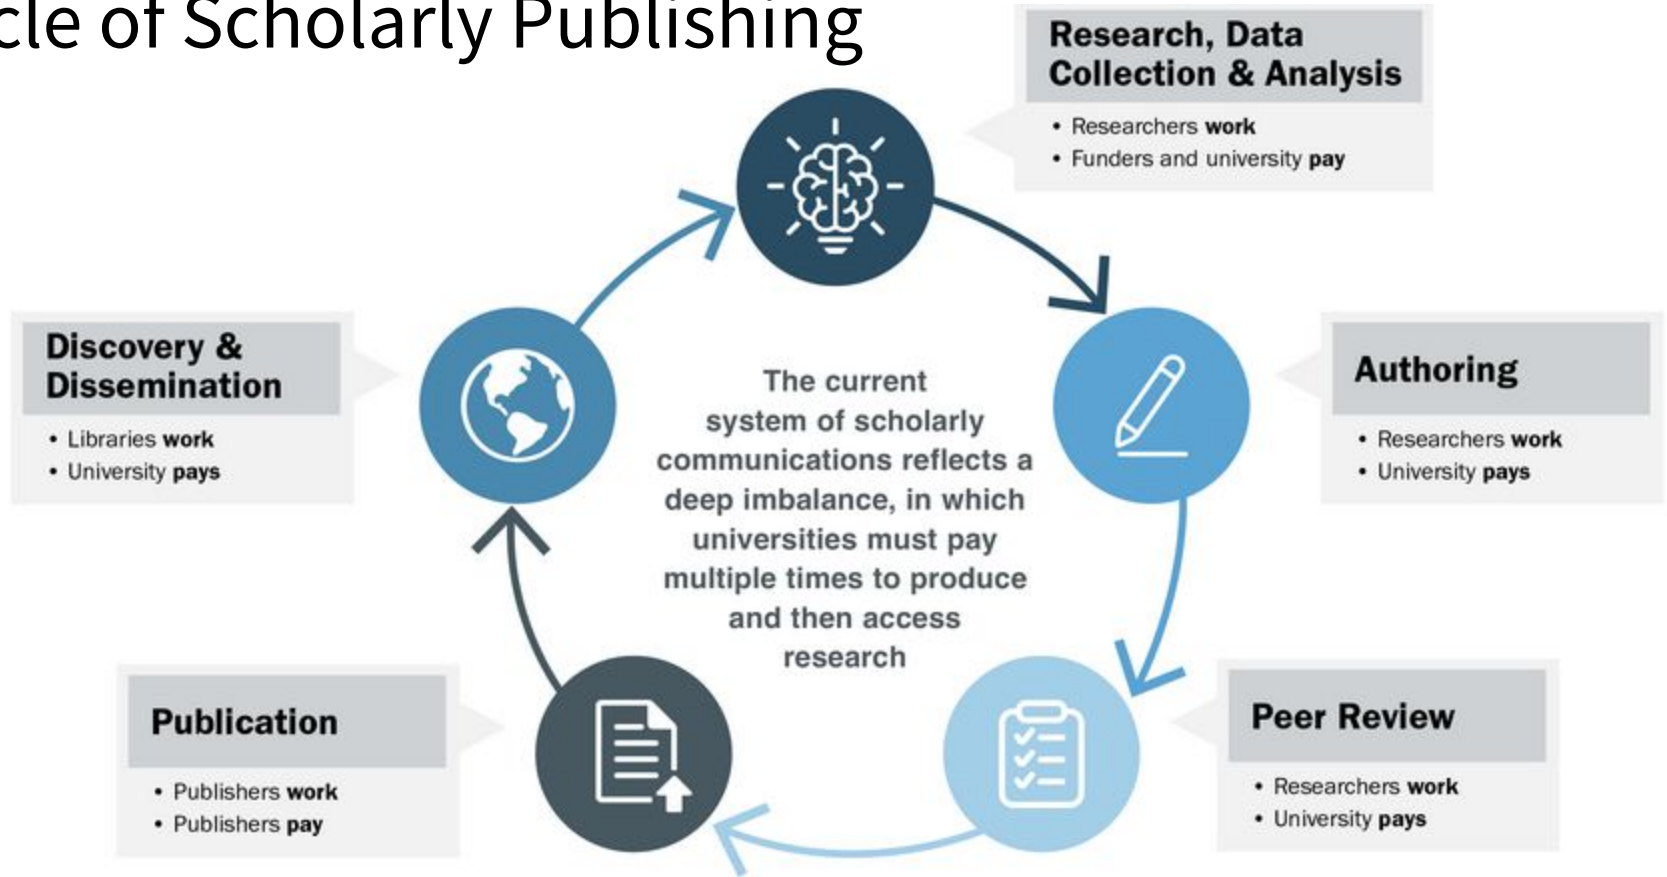 cle of Scholarly Publishing
Research, Data
Collection & Analysis
• Researchers work
• Funders and university pay
Authoring
• Researchers work
• University pays
Peer Review
• Researchers work
• University pays
Publication
• Publishers work
• Publishers pay
Discovery &
Dissemination
• Libraries work
• University pays
The current
system of scholarly
communications reflects a
deep imbalance, in which
universities must pay
multiple times to produce
and then access
research